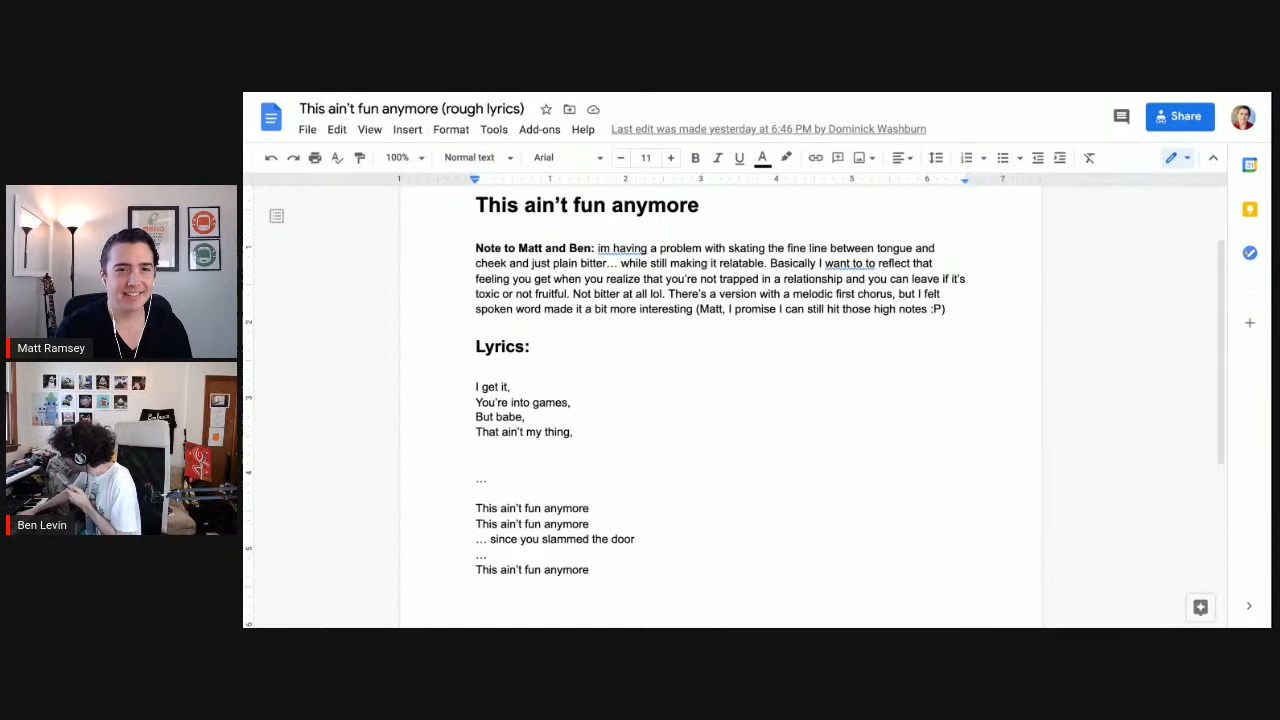 This ain't fun anymore (rough lyrics)
File Edit View Insert Format Tools Add-ons Help Last edit was made yesterday at 6:46 PM by Dominick Washburn
Share
100% Normal text Arial 11 B I U A
1 1 2 3 4 5 6 7
This ain't fun anymore
Note to Matt and Ben: im having a problem with skating the fine line between tongue and
cheek and just plain bitter… while still making it relatable. Basically I want to to reflect that
feeling you get when you realize that you're not trapped in a relationship and you can leave if it's
toxic or not fruitful. Not bitter at all lol. There's a version with a melodic first chorus, but I felt
spoken word made it a bit more interesting (Matt, I promise I can still hit those high notes :P)
Lyrics:
I get it,
You're into games,
But babe,
That ain't my thing,
…
This ain't fun anymore
This ain't fun anymore
… since you slammed the door
…
This ain't fun anymore
Matt Ramsey
Ben Levin